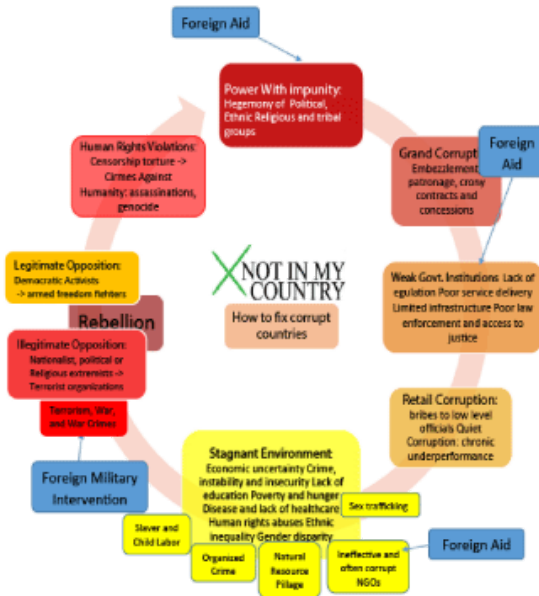 Foreign Aid
Power With impunity:
Hegemony of Political,
Ethnic Religious and tribal
groups
Human Rights Violations:
Censorship torture ->
Cirmes Against
Humanity: assassinations,
genocide
Grand Corrupti
Embezzlement
patronage, crony
contracts and
concessions
Foreign
Aid
Legitimate Opposition:
Democratic Activists
-> armed freedom fighters
Rebellion
Illegitimate Opposition:
Nationalist, political or
Religious extremists ->
Terrorist organizations
Terrorism, War,
and War Crimes
Foreign Military
Intervention
X NOT IN MY
COUNTRY
How to fix corrupt
countries
Weak Govt. Institutions Lack of
egulation Poor service delivery
Limited infrastructure Poor law
enforcement and access to
justice
Retail Corruption:
bribes to low level
officials Quiet
Corruption: chronic
underperformance
Stagnant Environment
Economic uncertainty Crime,
instability and insecurity Lack of
education Poverty and hunger
Disease and lack of healthcare
Human rights abuses Ethnic
inequality Gender disparity
Sex trafficking
Slaver and
Child Labor
Organized
Crime
Natural
Resource
Pillage
Ineffective and
often corrupt
NGOs
Foreign Aid